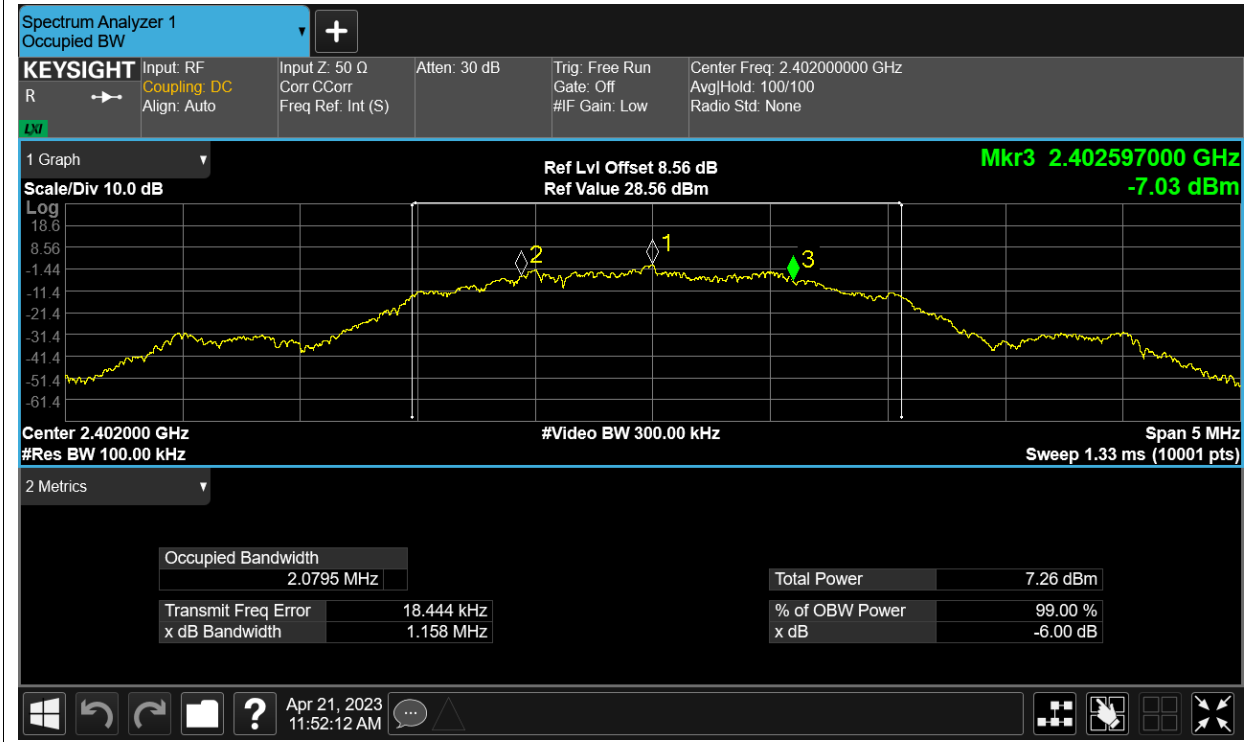 Spectrum Analyzer 1
Occupied BW
KEYSIGHT Input: RF Input Z: 50 Ω Atten: 30 dB Trig: Free Run Center Freq: 2.402000000 GHz
R Coupling: DC Corr CCorr Gate: Off Avg|Hold: 100/100
Align: Auto Freq Ref: Int (S) #IF Gain: Low Radio Std: None
LXI
1 Graph Ref Lvl Offset 8.56 dB Mkr3 2.402597000 GHz
Scale/Div 10.0 dB Ref Value 28.56 dBm -7.03 dBm
Log
18.6
8.56
-1.44
-11.4
-21.4
-31.4
-41.4
-51.4
-61.4
2 1 3
Center 2.402000 GHz #Video BW 300.00 kHz Span 5 MHz
#Res BW 100.00 kHz Sweep 1.33 ms (10001 pts)
2 Metrics
Occupied Bandwidth
2.0795 MHz Total Power 7.26 dBm
Transmit Freq Error 18.444 kHz % of OBW Power 99.00 %
x dB Bandwidth 1.158 MHz x dB -6.00 dB
? Apr 21, 2023
11:52:12 AM